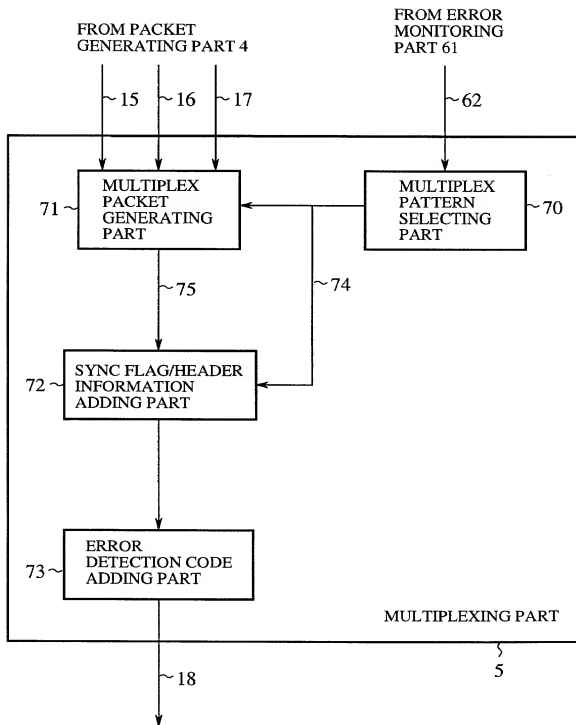 FROM PACKET
GENERATING PART 4
FROM ERROR
MONITORING
PART 61
15
16
17
62
71
MULTIPLEX
PACKET
GENERATING
PART
MULTIPLEX
PATTERN
SELECTING
PART
70
75
74
72
SYNC FLAG/HEADER
INFORMATION
ADDING PART
73
ERROR
DETECTION CODE
ADDING PART
MULTIPLEXING PART
18
5